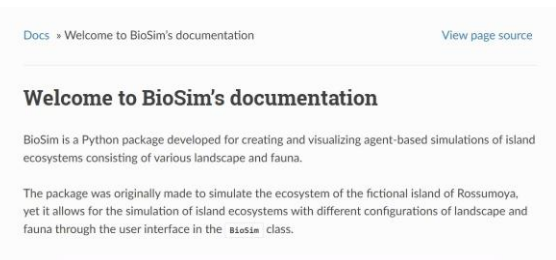 Docs » Welcome to BioSim's documentation View page source
Welcome to BioSim's documentation
BioSim is a Python package developed for creating and visualizing agent-based simulations of island
ecosystems consisting of various landscape and fauna.
The package was originally made to simulate the ecosystem of the fictional island of Rossumoya,
yet it allows for the simulation of island ecosystems with different configurations of landscape and
fauna through the user interface in the BioSim class.